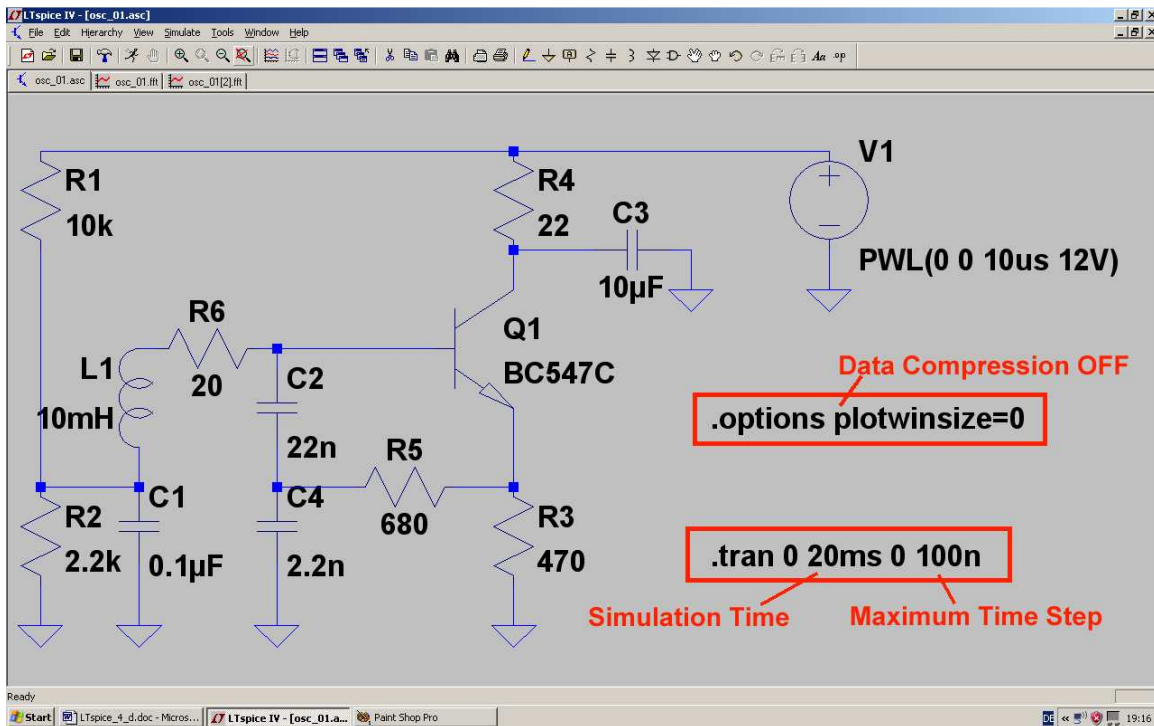 LTspice IV - [osc_01.asc]
File Edit Hierarchy View Simulate Tools Window Help
Aa .op
osc_01.asc osc_01.fft osc_01[2].fft
R1
10k
R4
22
C3
10µF
V1
PWL(0 0 10us 12V)
R6
20
L1
10mH
C2
22n
Q1
BC547C
Data Compression OFF
.options plotwinsize=0
R5
680
R2
2.2k
C1
0.1µF
C4
2.2n
R3
470
.tran 0 20ms 0 100n
Simulation Time
Maximum Time Step
Ready
Start LTspice_4_d.doc - Micros... LTspice IV - [osc_01.a... Paint Shop Pro DE « 19:16